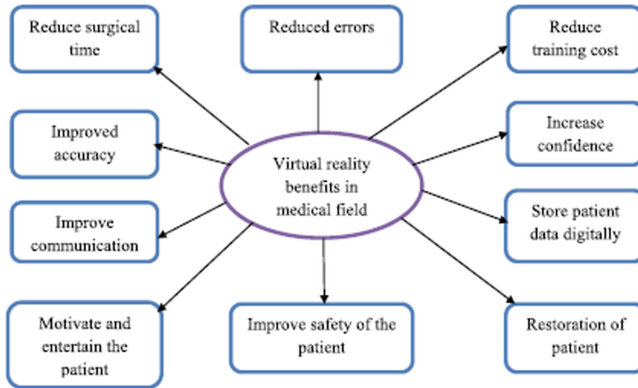 Reduce surgical
time
Reduced errors
Reduce
training cost
Improved
accuracy
Virtual reality
benefits in
medical field
Increase
confidence
Improve
communication
Store patient
data digitally
Motivate and
entertain the
patient
Improve safety of the
patient
Restoration of
patient